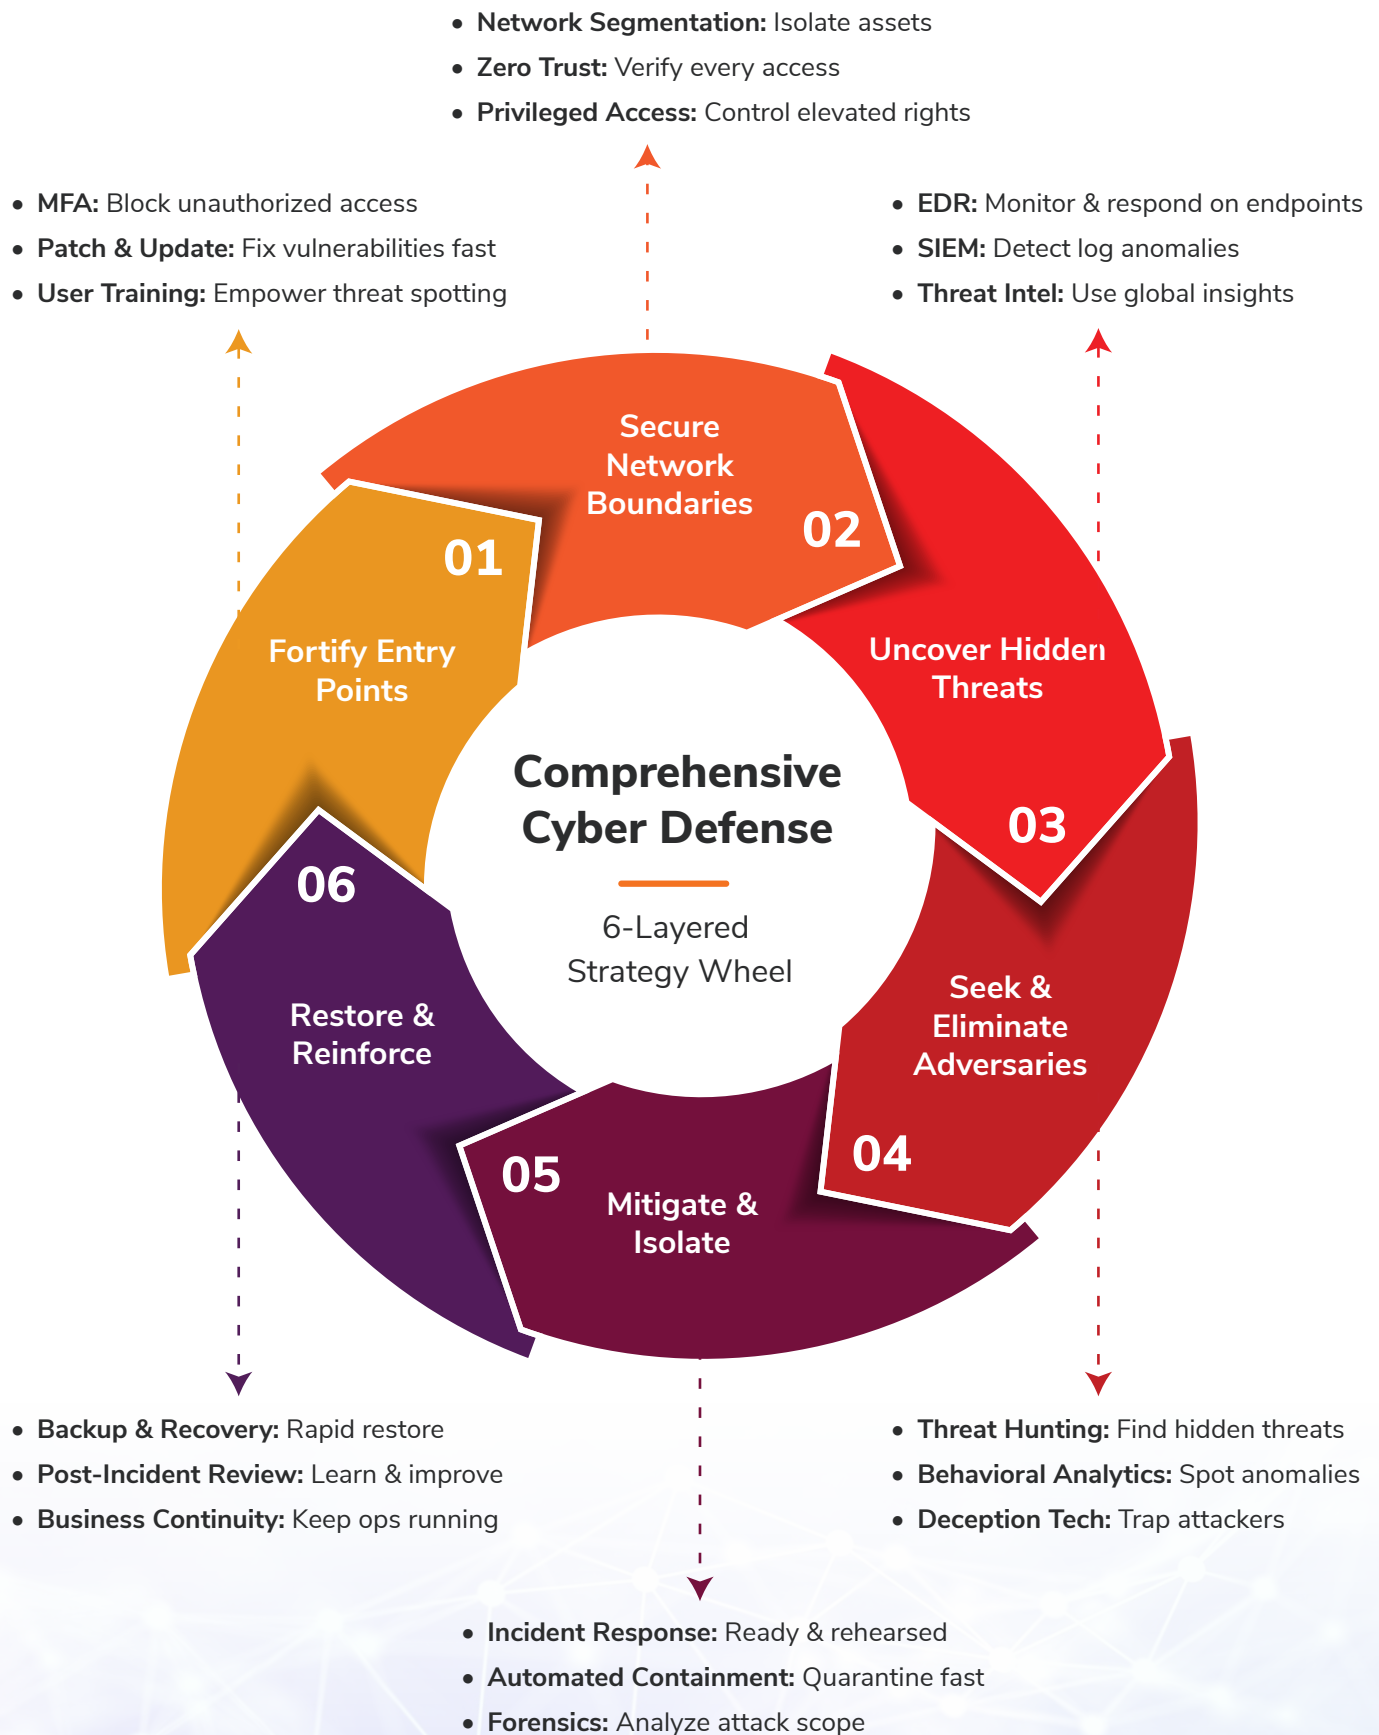 • Network Segmentation: Isolate assets
• Zero Trust: Verify every access
• Privileged Access: Control elevated rights
• MFA: Block unauthorized access
• Patch & Update: Fix vulnerabilities fast
• User Training: Empower threat spotting
• EDR: Monitor & respond on endpoints
• SIEM: Detect log anomalies
• Threat Intel: Use global insights
01
Fortify Entry
Points
Secure
Network
Boundaries
02
Uncover Hidden
Threats
03
Comprehensive
Cyber Defense
6-Layered
Strategy Wheel
Seek &
Eliminate
Adversaries
04
Mitigate &
Isolate
05
06
Restore &
Reinforce
• Backup & Recovery: Rapid restore
• Post-Incident Review: Learn & improve
• Business Continuity: Keep ops running
• Threat Hunting: Find hidden threats
• Behavioral Analytics: Spot anomalies
• Deception Tech: Trap attackers
• Incident Response: Ready & rehearsed
• Automated Containment: Quarantine fast
• Forensics: Analyze attack scope